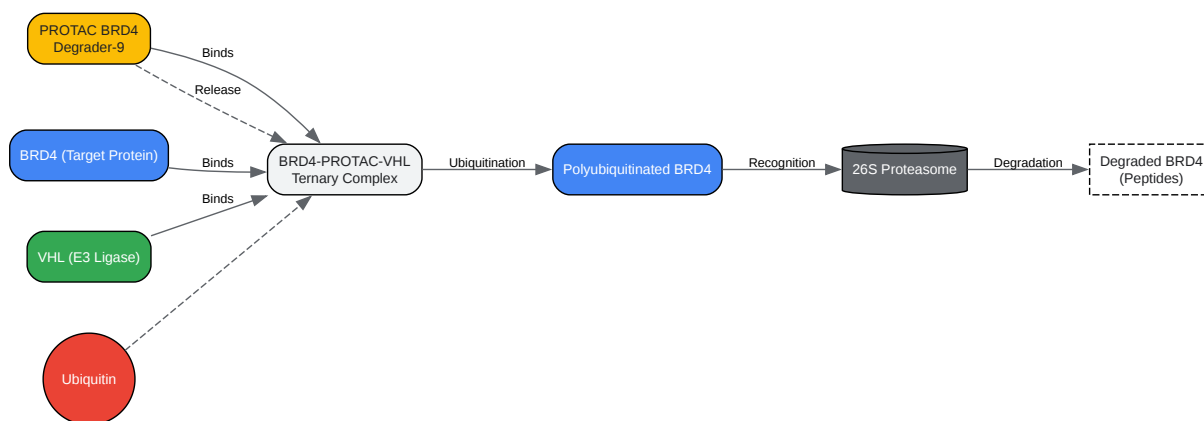 PROTAC BRD4
Degrader-9
Binds
Release
BRD4 (Target Protein)
Binds
BRD4-PROTAC-VHL
Ternary Complex
Ubiquitination
Polyubiquitinated BRD4
Recognition
26S Proteasome
Degradation
Degraded BRD4
(Peptides)
Binds
VHL (E3 Ligase)
Ubiquitin